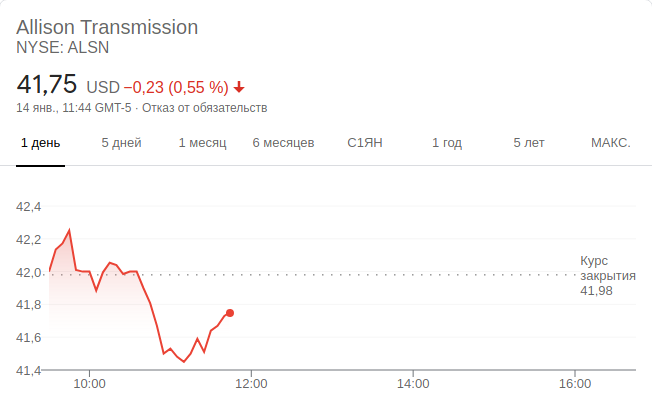 Allison Transmission
NYSE: ALSN
41,75 USD −0,23 (0,55 %)
14 янв., 11:44 GMT-5 · Отказ от обязательств
1 день 5 дней 1 месяц 6 месяцев С1ЯН 1 год 5 лет МАКС.
42,4
42,2
42,0
41,8
41,6
41,4
Курс
закрытия
41,98
10:00 12:00 14:00 16:00